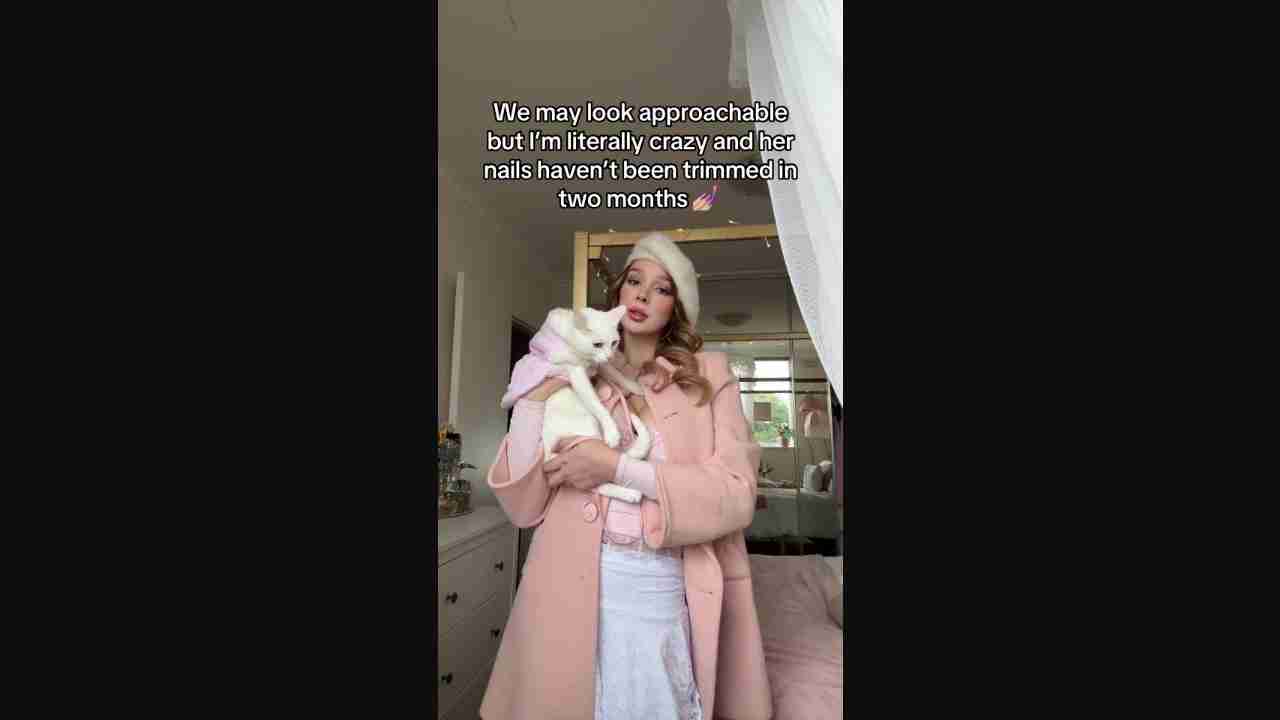 We may look approachable
but I’m literally crazy and her
nails haven’t been trimmed in
two months 💅🏼